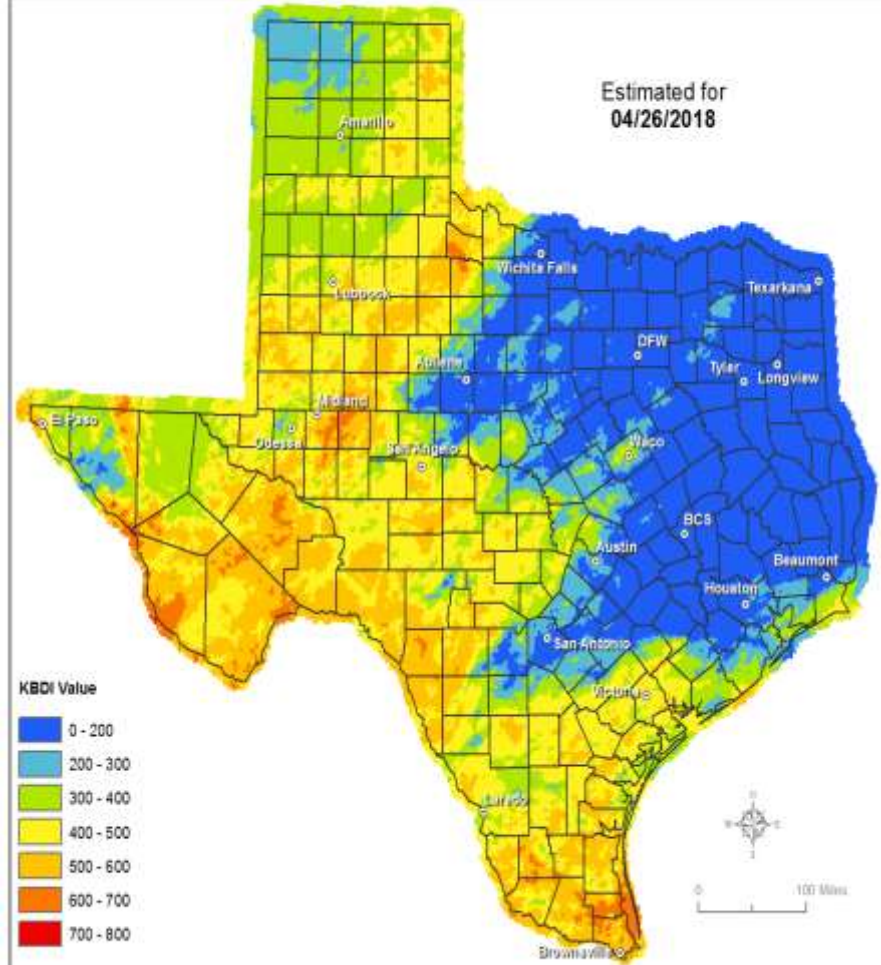 Estimated for
04/26/2018
Amarillo
Wichita Falls
Texarkana
Lubbock
DFW
Abilene
Tyler
Longview
Midland
El Paso
Odessa
San Angelo
Waco
BCS
Austin
Beaumont
Houston
San Antonio
Victoria
Laredo
Brownsville
KBDI Value
0 - 200
200 - 300
300 - 400
400 - 500
500 - 600
600 - 700
700 - 800
0 100 Miles